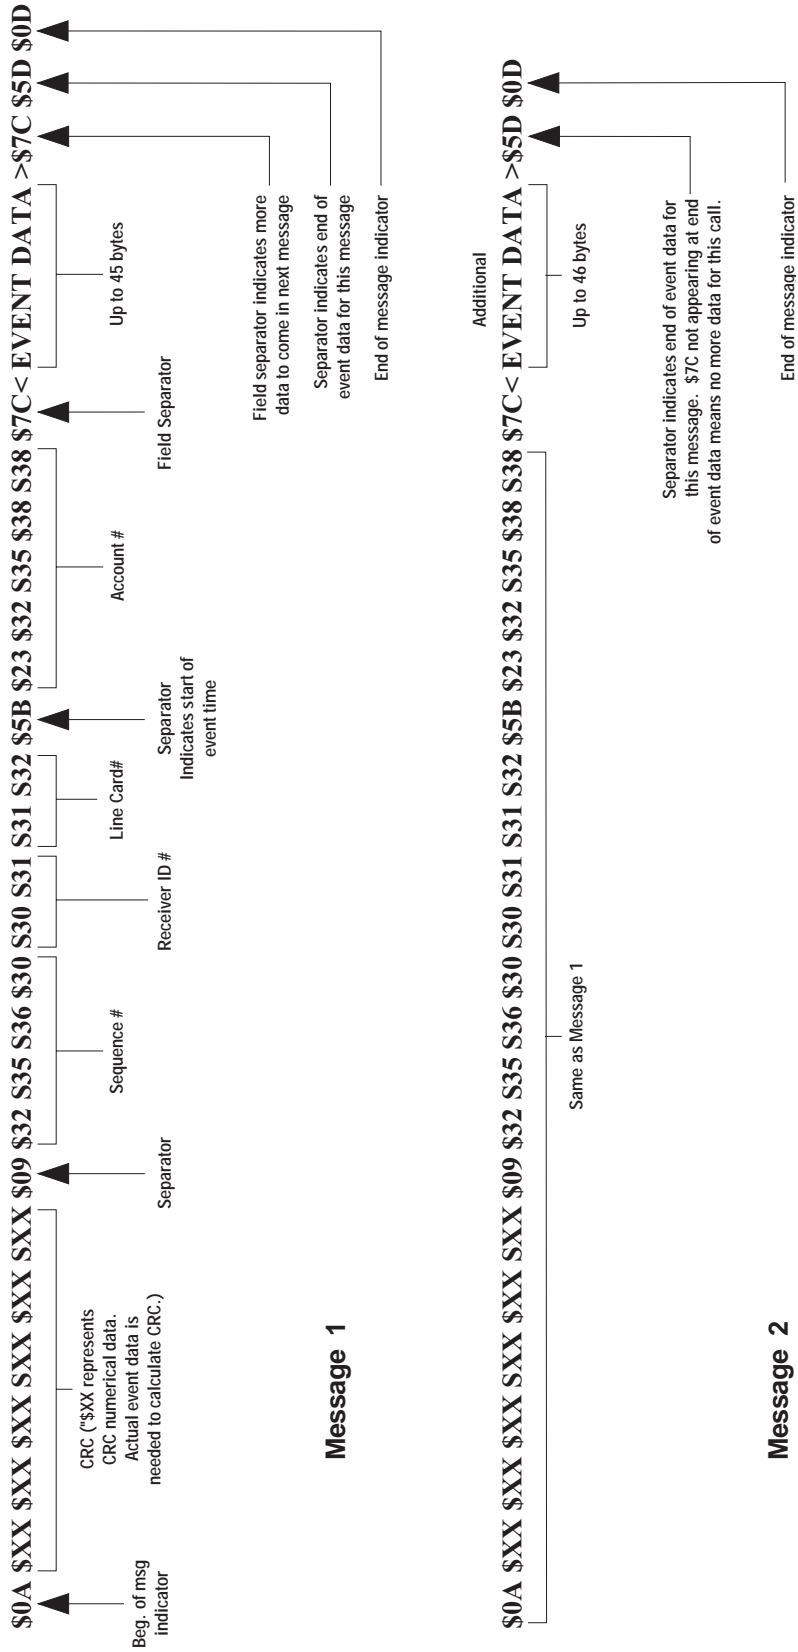 $0A $XX $XX $XX $XX $XX $XX $09 $32 $35 $36 $30 $30 $31 $31 $32 $5B $23 $32 $35 $38 $38 $7C< EVENT DATA >$7C $5D $0D
Beg. of msg
indicator
CRC ("$XX represents
CRC numerical data.
Actual event data is
needed to calculate CRC.)
Separator
Sequence #
Receiver ID #
Line Card#
Separator
Indicates start of
event time
Account #
Field Separator
Up to 45 bytes
Field separator indicates more
data to come in next message
Separator indicates end of
event data for this message
End of message indicator
Message 1
Additional
$0A $XX $XX $XX $XX $XX $XX $09 $32 $35 $36 $30 $30 $31 $31 $32 $5B $23 $32 $35 $38 $38 $7C< EVENT DATA >$5D $0D
Same as Message 1
Up to 46 bytes
Separator indicates end of event data for
this message. $7C not appearing at end
of event data means no more data for this call.
End of message indicator
Message 2